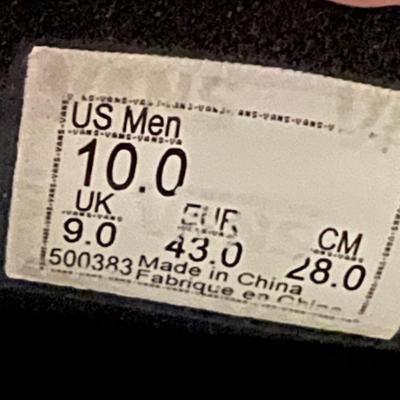 US Men
10.0
UK EUR CM
9.0 43.0 28.0
500383 Made in China
Fabrique en Chine